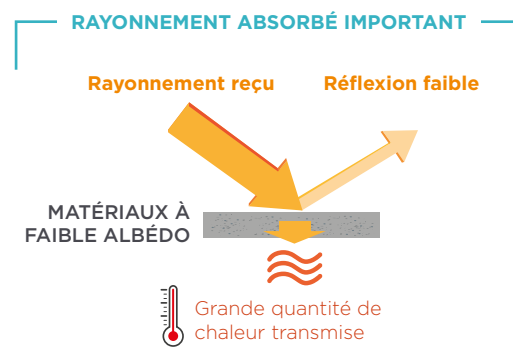 RAYONNEMENT ABSORBÉ IMPORTANT
Rayonnement reçu
Réflexion faible
MATÉRIAUX À
FAIBLE ALBÉDO
Grande quantité de
chaleur transmise